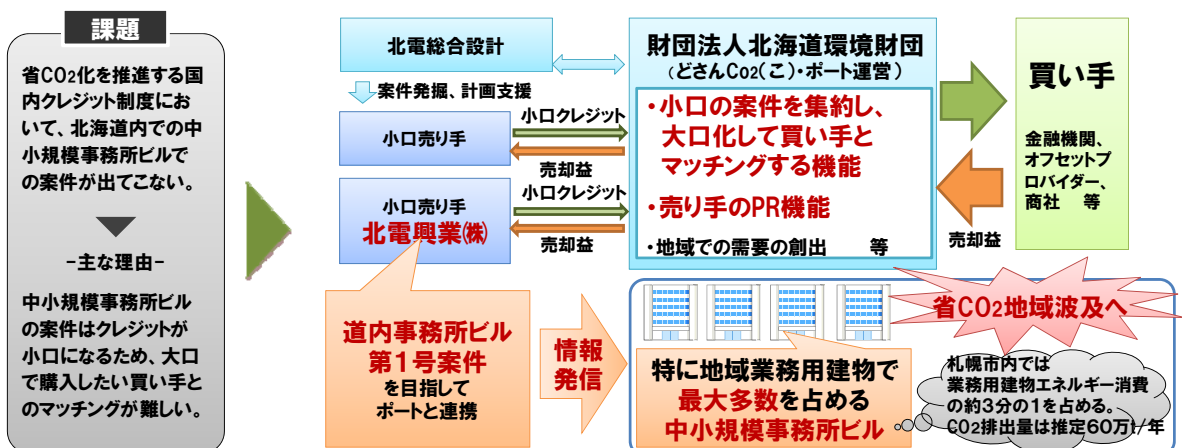 課題
省CO2化を推進する国
内クレジット制度にお
いて、北海道内での中
小規模事務所ビルで
の案件が出てこない。
-主な理由-
中小規模事務所ビル
の案件はクレジットが
小口になるため、大口
で購入したい買い手と
のマッチングが難しい。
北電総合設計
案件発掘、計画支援
小口売り手
小口クレジット
売却益
小口売り手
北電興業㈱
小口クレジット
売却益
財団法人北海道環境財団
（どさんCo2（こ）・ポート運営）
・小口の案件を集約し、
大口化して買い手と
マッチングする機能
・売り手のPR機能
・地域での需要の創出　等
買い手
金融機関、
オフセットプ
ロバイダー、
商社　等
売却益
道内事務所ビル
第1号案件
を目指して
ポートと連携
情報
発信
特に地域業務用建物で
最大多数を占める
中小規模事務所ビル
省CO2地域波及へ
札幌市内では
業務用建物エネルギー消費
の約3分の1を占める。
CO2排出量は推定60万t/年